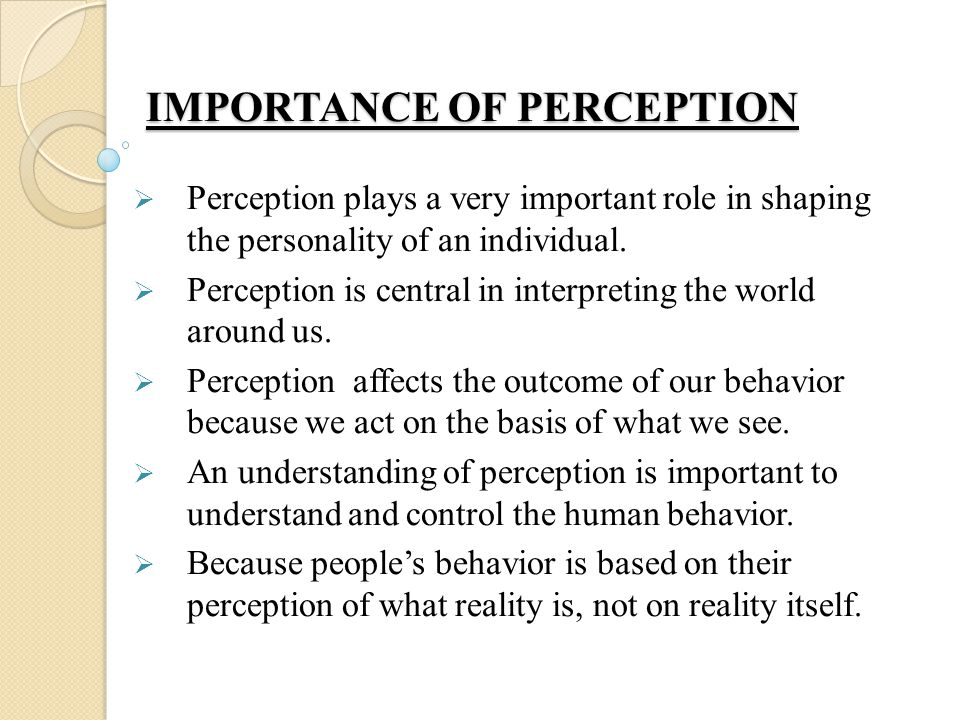 IMPORTANCE OF PERCEPTION
Perception plays a very important role in shaping
the personality of an individual.
Perception is central in interpreting the world
around us.
Perception  affects the outcome of our behavior
because we act on the basis of what we see.
An understanding of perception is important to
understand and control the human behavior.
Because people’s behavior is based on their
perception of what reality is, not on reality itself.